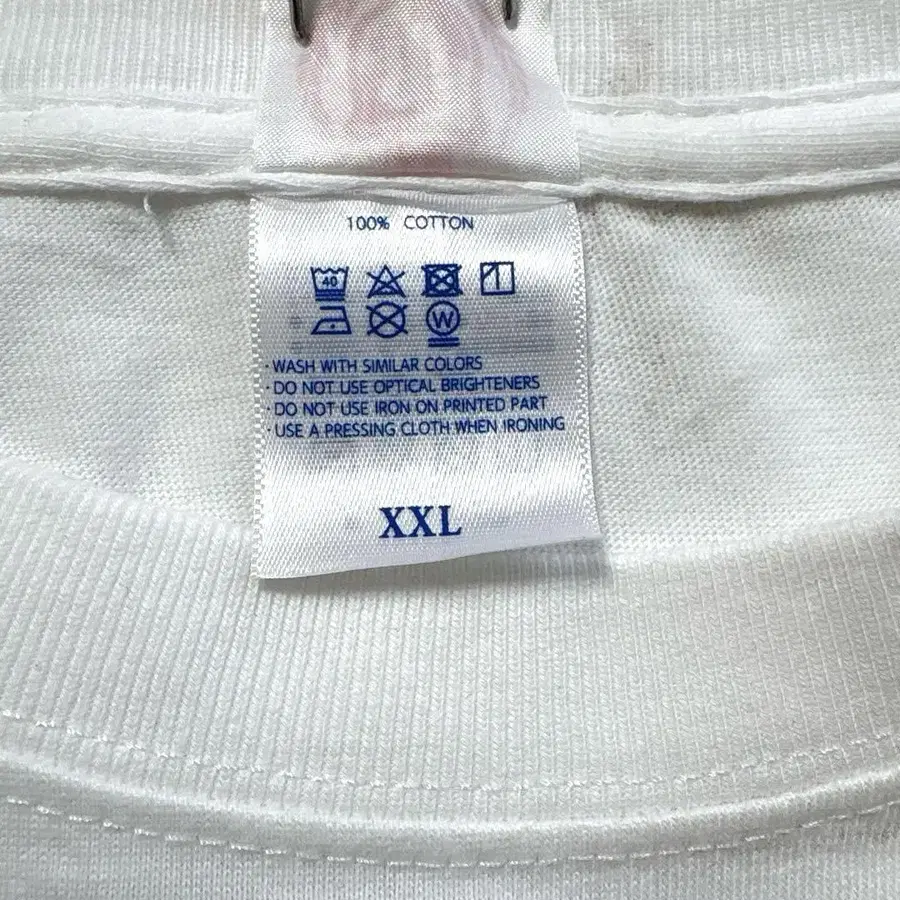 100% COTTON
40
W
·WASH WITH SIMILAR COLORS
·DO NOT USE OPTICAL BRIGHTENERS
·DO NOT USE IRON ON PRINTED PART
·USE A PRESSING CLOTH WHEN IRONING
XXL